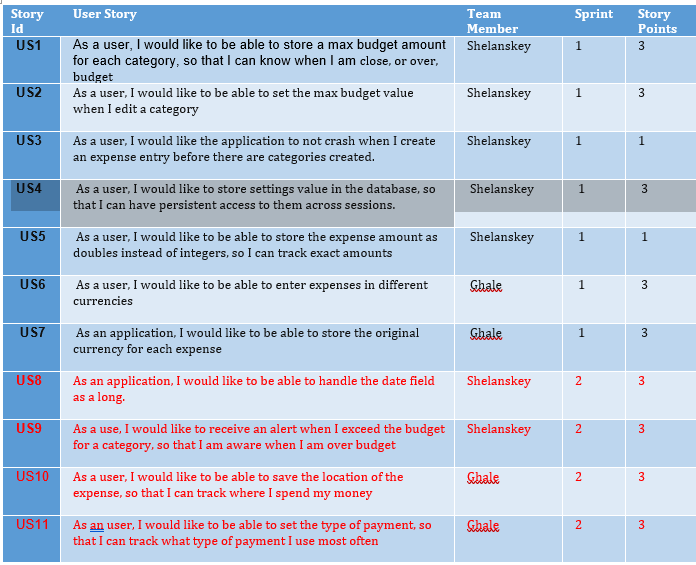 Story User Story Team Sprint Story
Id Member Points
US1 As a user, I would like to be able to store a max budget amount Shelanskey 1 3
for each category, so that I can know when I am close, or over,
budget
US2 As a user, I would like to be able to set the max budget value Shelanskey 1 3
when I edit a category
US3 As a user, I would like the application to not crash when I create Shelanskey 1 1
an expense entry before there are categories created.
US4 As a user, I would like to store settings value in the database, so Shelanskey 1 3
that I can have persistent access to them across sessions.
US5 As a user, I would like to be able to store the expense amount as Shelanskey 1 1
doubles instead of integers, so I can track exact amounts
US6 As a user, I would like to be able to enter expenses in different Ghale 1 3
currencies
US7 As an application, I would like to be able to store the original Ghale 1 3
currency for each expense
US8 As an application, I would like to be able to handle the date field Shelanskey 2 3
as a long.
US9 As a use, I would like to receive an alert when I exceed the budget Shelanskey 2 3
for a category, so that I am aware when I am over budget
US10 As a user, I would like to be able to save the location of the Ghale 2 3
expense, so that I can track where I spend my money
US11 As an user, I would like to be able to set the type of payment, so Ghale 2 3
that I can track what type of payment I use most often